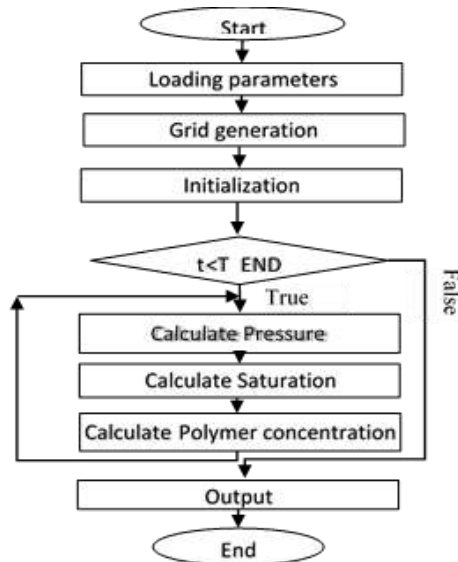 Start
Loading parameters
Grid generation
Initialization
t<T END
True
False
Calculate Pressure
Calculate Saturation
Calculate Polymer concentration
Output
End